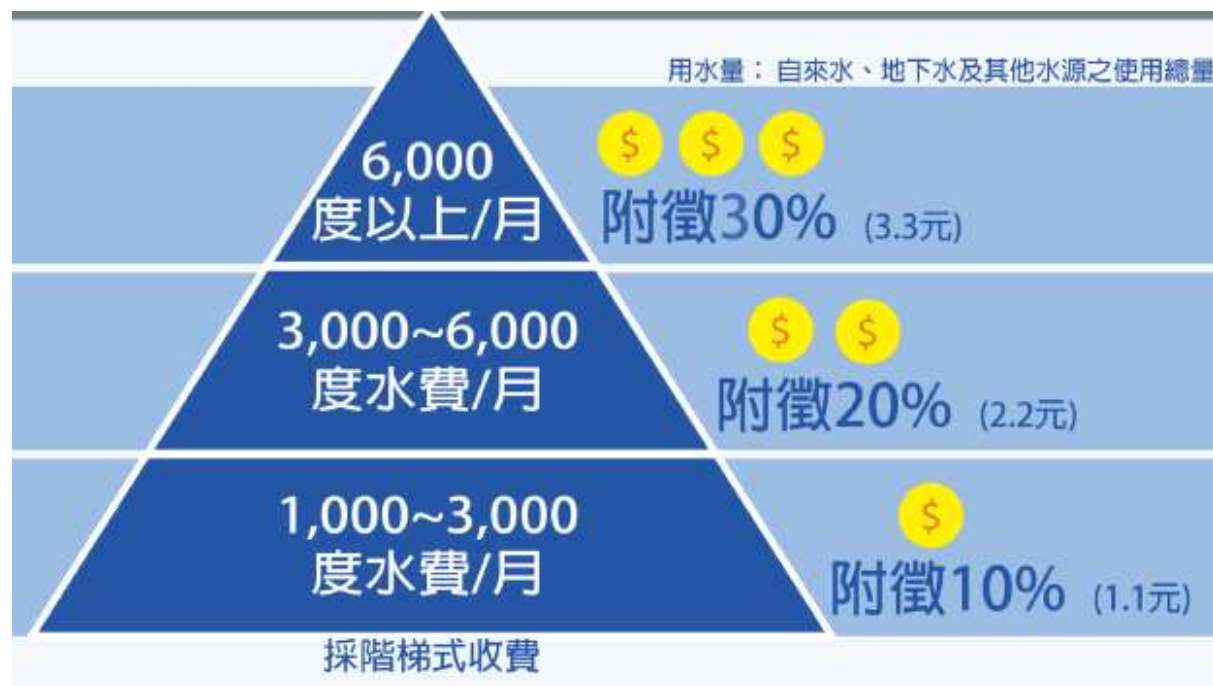 用水量： 自來水、地下水及其他水源之使用總量
$ $ $
6,000
度以上/月
附徵30% (3.3元)
$ $
3,000~6,000
度水費/月
附徵20% (2.2元)
$
1,000~3,000
度水費/月
附徵10% (1.1元)
採階梯式收費